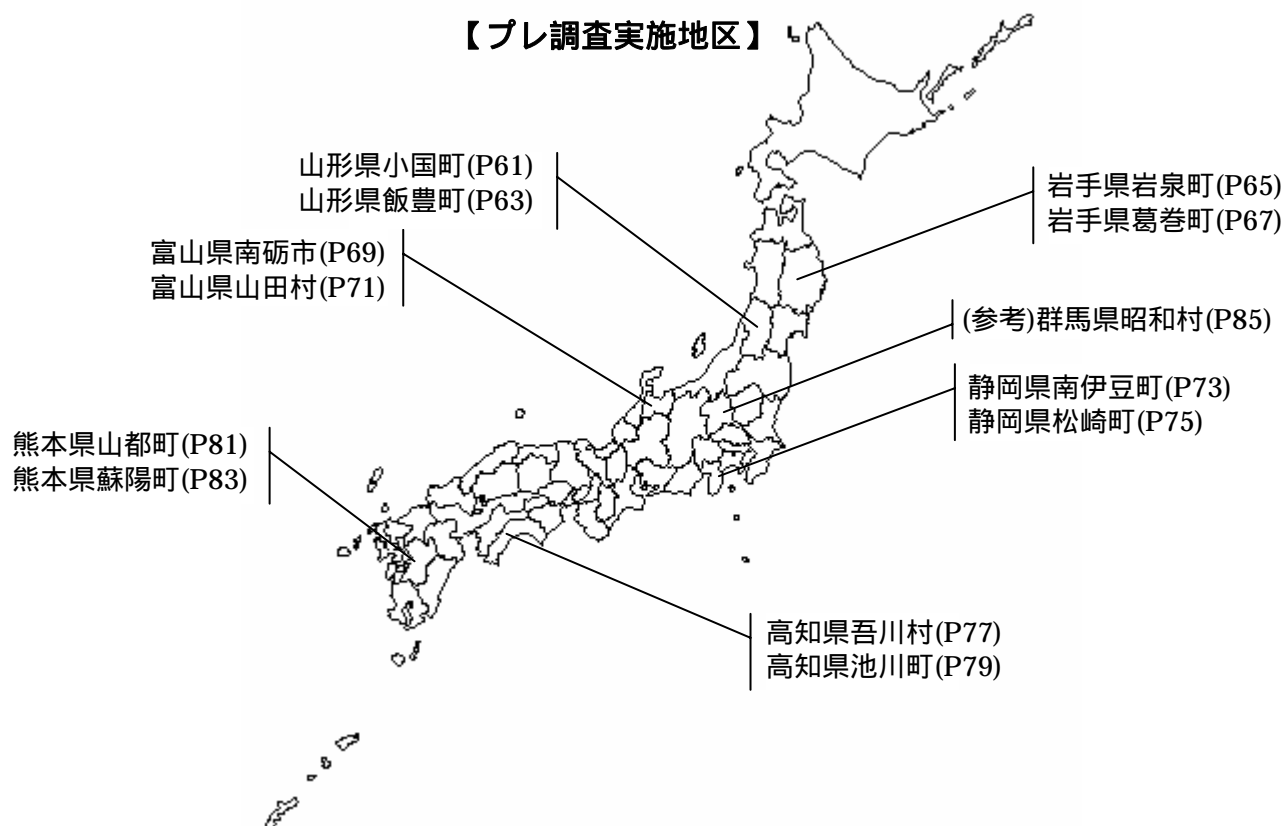 【プレ調査実施地区】
山形県小国町(P61)
山形県飯豊町(P63)
岩手県岩泉町(P65)
岩手県葛巻町(P67)
富山県南砺市(P69)
富山県山田村(P71)
(参考)群馬県昭和村(P85)
静岡県南伊豆町(P73)
静岡県松崎町(P75)
熊本県山都町(P81)
熊本県蘇陽町(P83)
高知県吾川村(P77)
高知県池川町(P79)